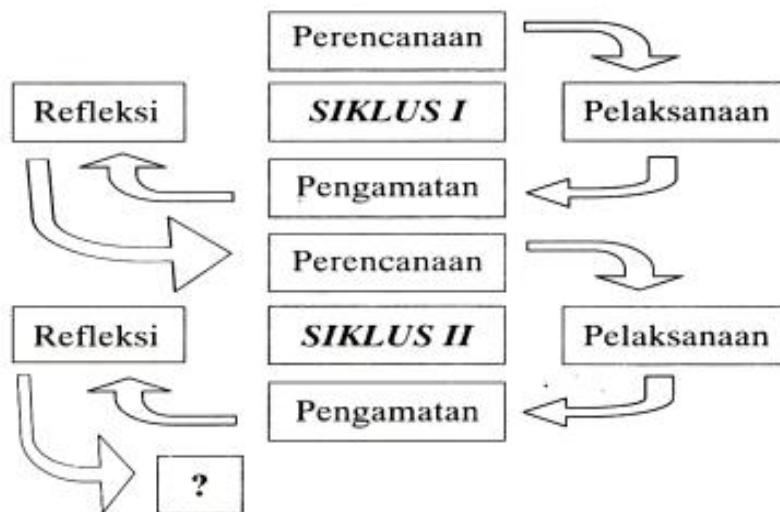 Perencanaan
Refleksi
SIKLUS I
Pelaksanaan
Pengamatan
Perencanaan
Refleksi
SIKLUS II
Pelaksanaan
Pengamatan
?